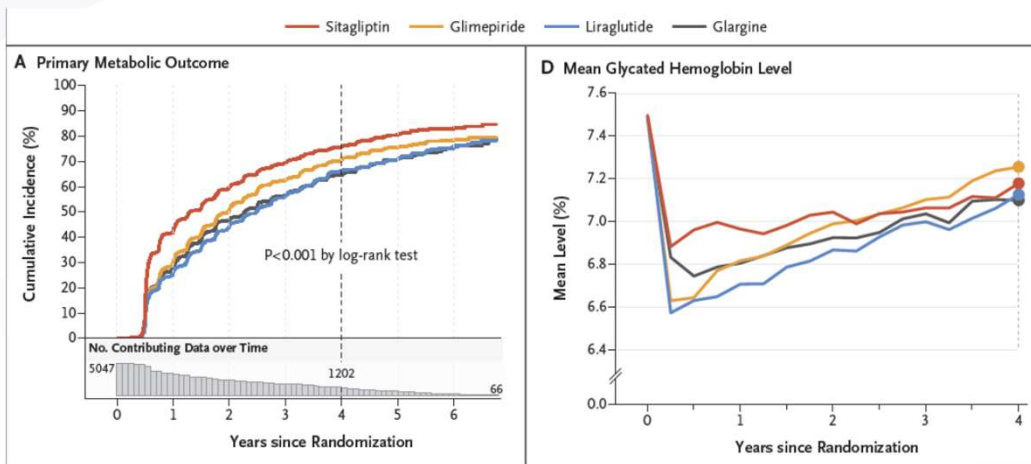 Sitagliptin Glimepiride Liraglutide Glargine
A Primary Metabolic Outcome
100
90
80
70
60
50
40
30
20
10
0
Cumulative Incidence (%)
P<0.001 by log-rank test
No. Contributing Data over Time
5047 1202 66
0 1 2 3 4 5 6
Years since Randomization
D Mean Glycated Hemoglobin Level
7.6
7.4
7.2
7.0
6.8
6.6
6.4
0.0
Mean Level (%)
0 1 2 3 4
Years since Randomization